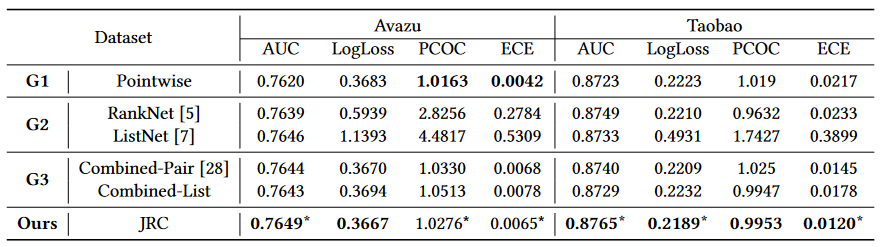 Dataset Avazu Taobao
AUC LogLoss PCOC ECE AUC LogLoss PCOC ECE
G1 Pointwise 0.7620 0.3683 1.0163 0.0042 0.8723 0.2223 1.019 0.0217
G2 RankNet [5] 0.7639 0.5939 2.8256 0.2784 0.8749 0.2210 0.9632 0.0233
ListNet [7] 0.7646 1.1393 4.4817 0.5309 0.8733 0.4931 1.7427 0.3899
G3 Combined-Pair [28] 0.7644 0.3670 1.0330 0.0068 0.8740 0.2209 1.025 0.0145
Combined-List 0.7643 0.3694 1.0513 0.0078 0.8729 0.2232 0.9947 0.0178
Ours JRC 0.7649* 0.3667 1.0276* 0.0065* 0.8765* 0.2189* 0.9953 0.0120*